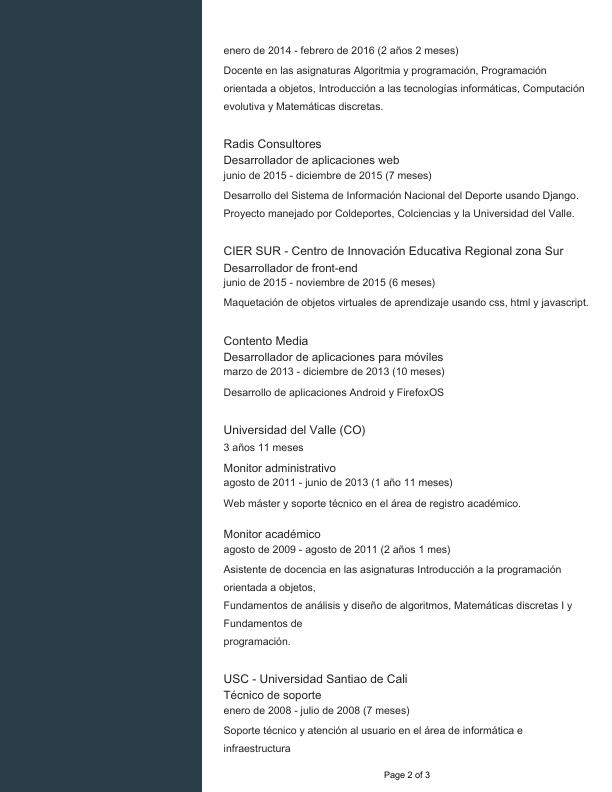 enero de 2014 - febrero de 2016 (2 años 2 meses)
Docente en las asignaturas Algoritmia y programación, Programación
orientada a objetos, Introducción a las tecnologías informáticas, Computación
evolutiva y Matemáticas discretas.
Radis Consultores
Desarrollador de aplicaciones web
junio de 2015 - diciembre de 2015 (7 meses)
Desarrollo del Sistema de Información Nacional del Deporte usando Django.
Proyecto manejado por Coldeportes, Colciencias y la Universidad del Valle.
CIER SUR - Centro de Innovación Educativa Regional zona Sur
Desarrollador de front-end
junio de 2015 - noviembre de 2015 (6 meses)
Maquetación de objetos virtuales de aprendizaje usando css, html y javascript.
Contento Media
Desarrollador de aplicaciones para móviles
marzo de 2013 - diciembre de 2013 (10 meses)
Desarrollo de aplicaciones Android y FirefoxOS
Universidad del Valle (CO)
3 años 11 meses
Monitor administrativo
agosto de 2011 - junio de 2013 (1 año 11 meses)
Web máster y soporte técnico en el área de registro académico.
Monitor académico
agosto de 2009 - agosto de 2011 (2 años 1 mes)
Asistente de docencia en las asignaturas Introducción a la programación
orientada a objetos,
Fundamentos de análisis y diseño de algoritmos, Matemáticas discretas I y
Fundamentos de
programación.
USC - Universidad Santiao de Cali
Técnico de soporte
enero de 2008 - julio de 2008 (7 meses)
Soporte técnico y atención al usuario en el área de informática e
infraestructura
Page 2 of 3